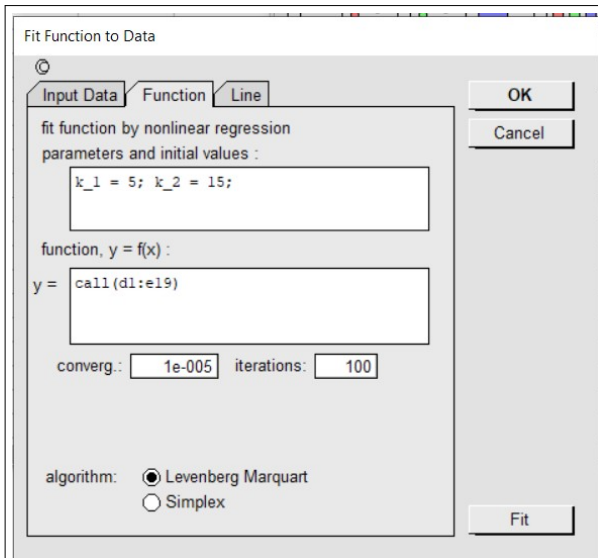 Fit Function to Data
©
Input Data Function Line
OK
Cancel
fit function by nonlinear regression
parameters and initial values :
k_1 = 5; k_2 = 15;
function, y = f(x) :
y = call(d1:e19)
converg.: 1e-005 iterations: 100
algorithm: Levenberg Marquart
Simplex
Fit